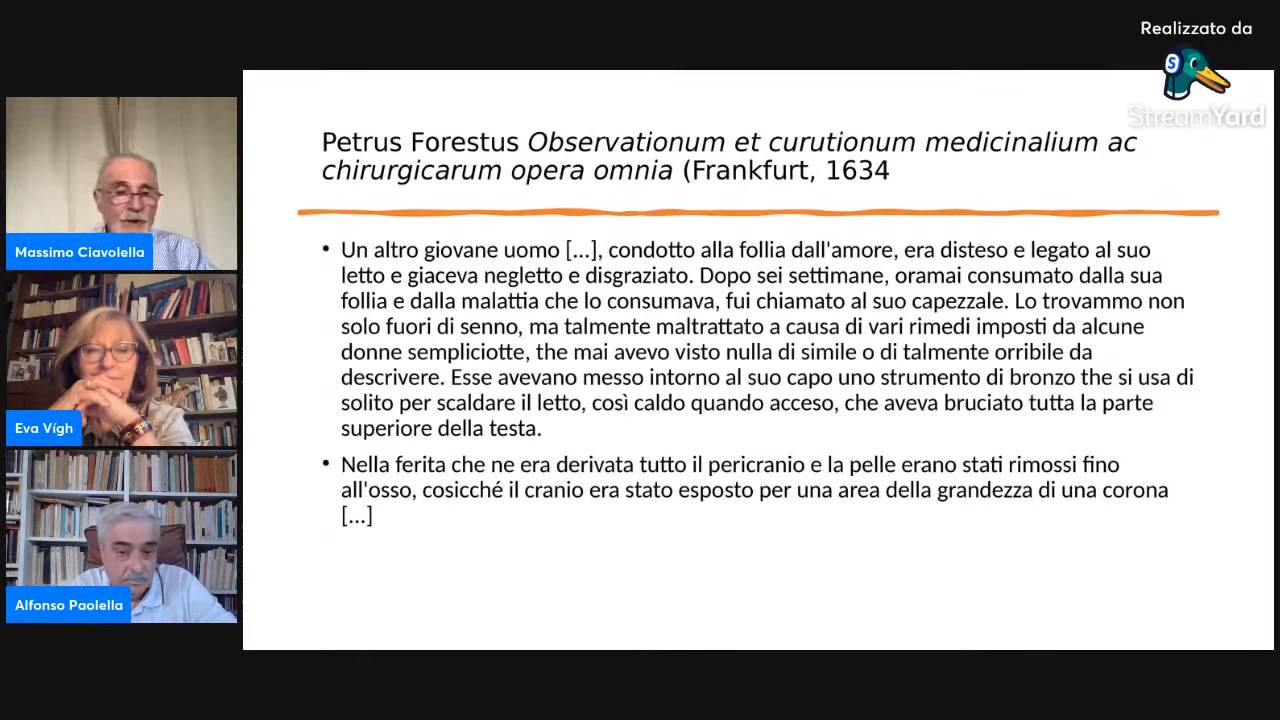 Realizzato da
StreamYard
Petrus Forestus Observationum et curutionum medicinalium ac
chirurgicarum opera omnia (Frankfurt, 1634
• Un altro giovane uomo [...], condotto alla follia dall'amore, era disteso e legato al suo
letto e giaceva negletto e disgraziato. Dopo sei settimane, oramai consumato dalla sua
follia e dalla malattia che lo consumava, fui chiamato al suo capezzale. Lo trovammo non
solo fuori di senno, ma talmente maltrattato a causa di vari rimedi imposti da alcune
donne sempliciotte, the mai avevo visto nulla di simile o di talmente orribile da
descrivere. Esse avevano messo intorno al suo capo uno strumento di bronzo the si usa di
solito per scaldare il letto, così caldo quando acceso, che aveva bruciato tutta la parte
superiore della testa.
• Nella ferita che ne era derivata tutto il pericranio e la pelle erano stati rimossi fino
all'osso, cosicché il cranio era stato esposto per una area della grandezza di una corona
[...]
Massimo Ciavolella
Eva Vígh
Alfonso Paolella